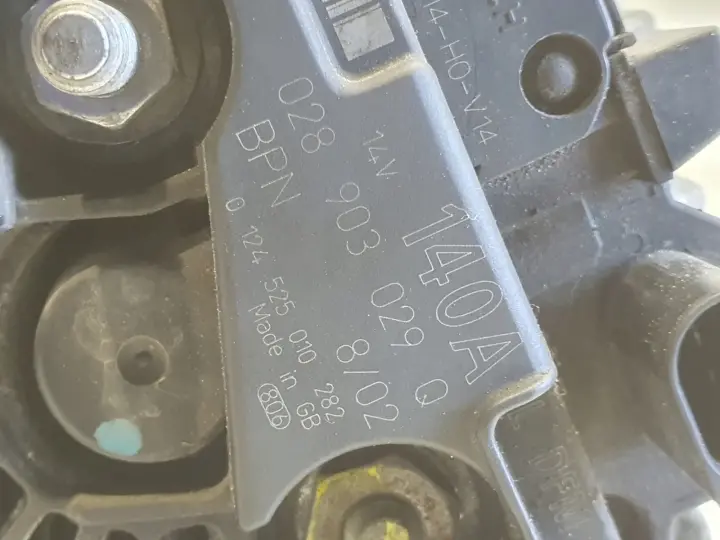 14V
140A
028 903 029 Q
BPN 8/02
0 124 525 010 282
Made in GB
806
14-H0-V14